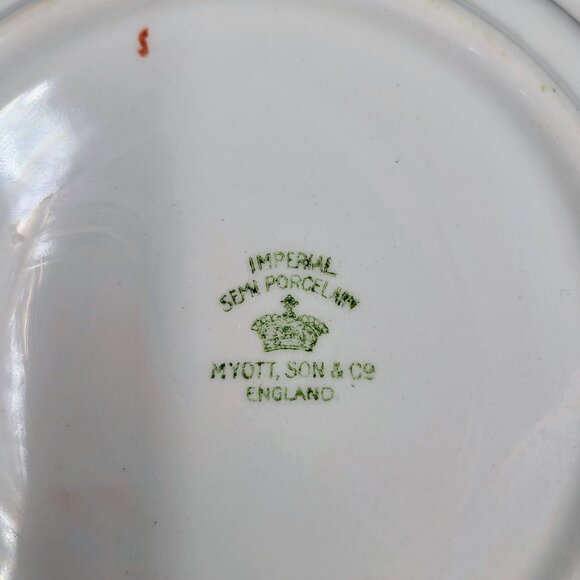 S
IMPERIAL
SEMI PORCELAIN
MYOTT, SON & Co
ENGLAND.